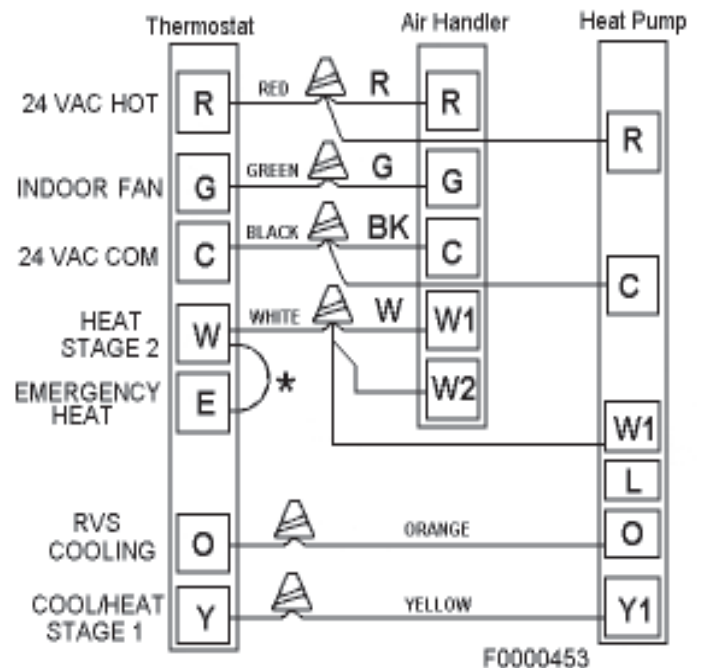 Thermostat Air Handler Heat Pump
24 VAC HOT R RED R R
R
INDOOR FAN G GREEN G G
24 VAC COM C BLACK BK C
C
HEAT
STAGE 2 W WHITE W W1
EMERGENCY
HEAT E * W2
W1
L
RVS
COOLING O ORANGE O
COOL/HEAT
STAGE 1 Y YELLOW Y1
F0000453